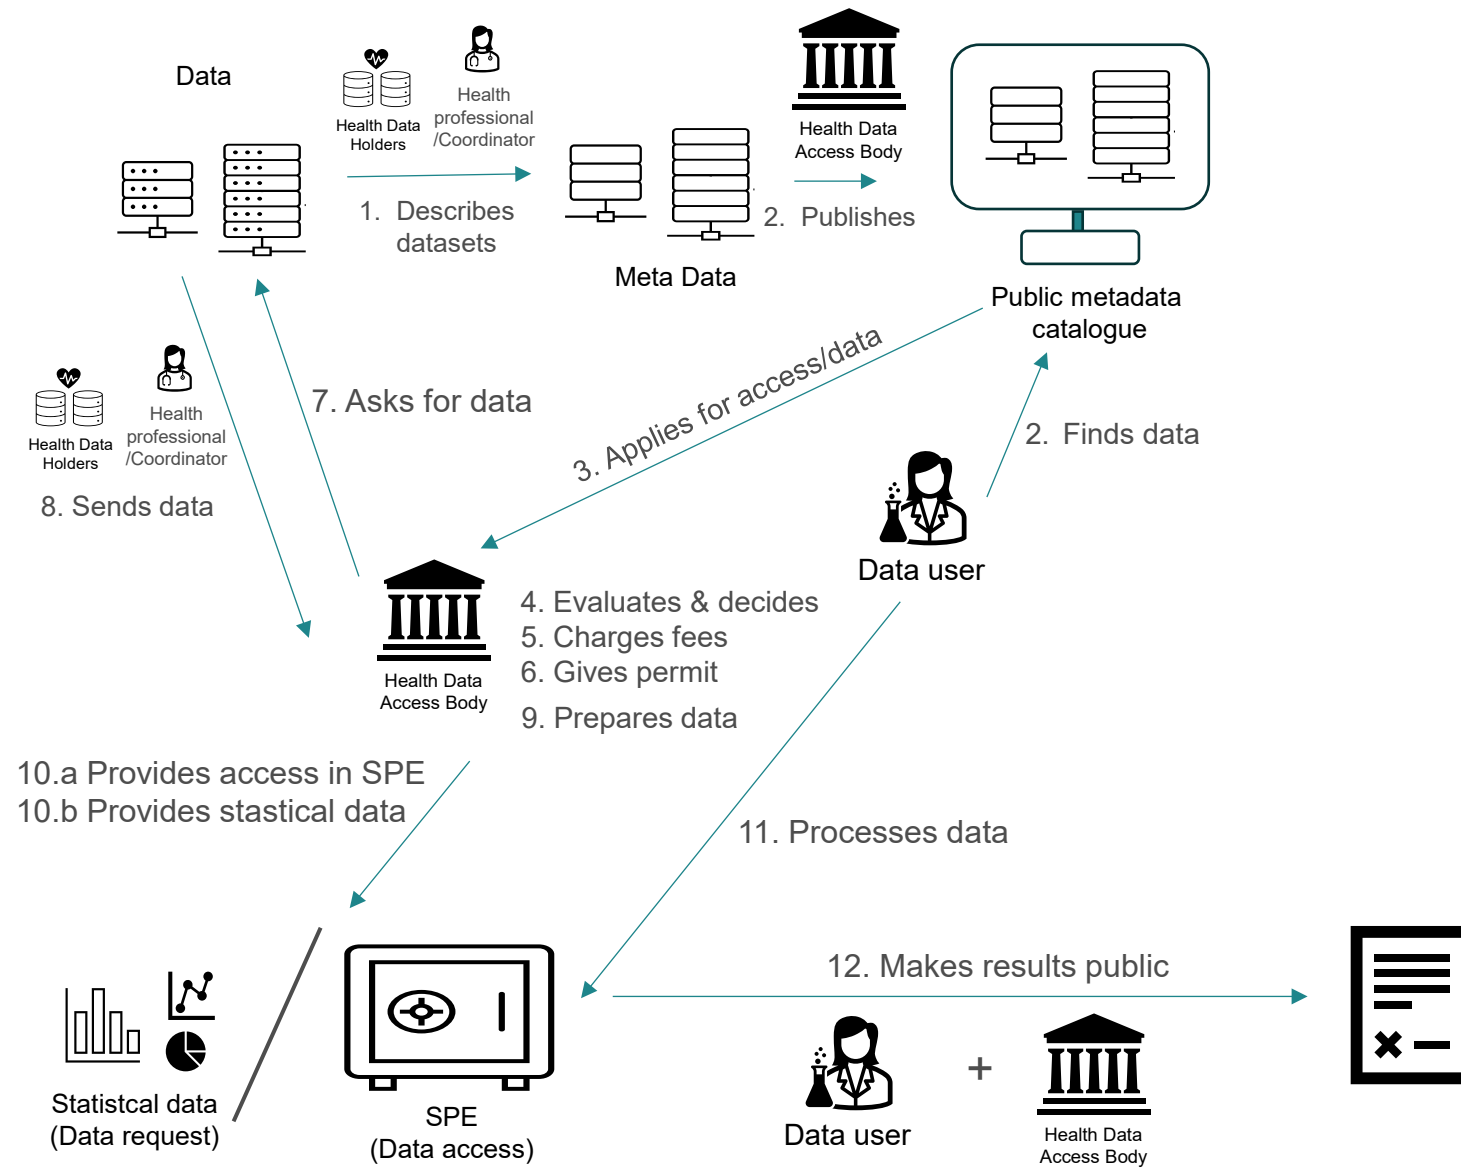 Data
Health Data
Holders
Health
professional
/Coordinator
1. Describes
datasets
Meta Data
Health Data
Access Body
2. Publishes
Public metadata
catalogue
3. Applies for access/data
2. Finds data
Data user
7. Asks for data
Health Data
Holders
Health
professional
/Coordinator
8. Sends data
Health Data
Access Body
4. Evaluates & decides
5. Charges fees
6. Gives permit
9. Prepares data
10.a Provides access in SPE
10.b Provides stastical data
11. Processes data
12. Makes results public
Statistcal data
(Data request)
SPE
(Data access)
Data user
+
Health Data
Access Body